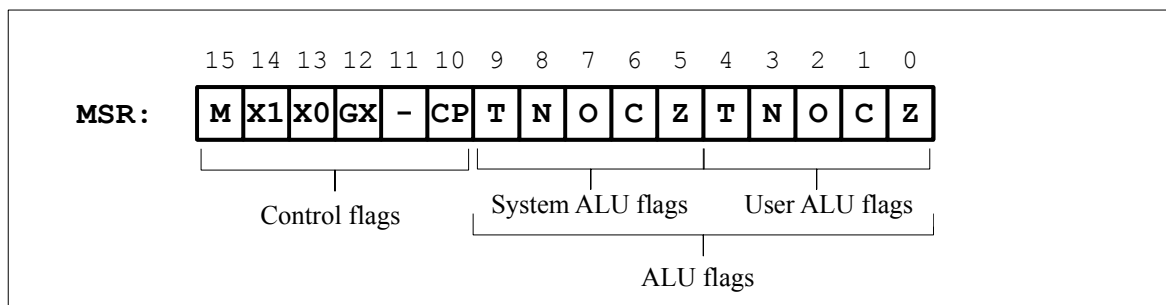 15 14 13 12 11 10 9 8 7 6 5 4 3 2 1 0
MSR: M X1 X0 GX - CP T N O C Z T N O C Z
Control flags
System ALU flags
User ALU flags
ALU flags